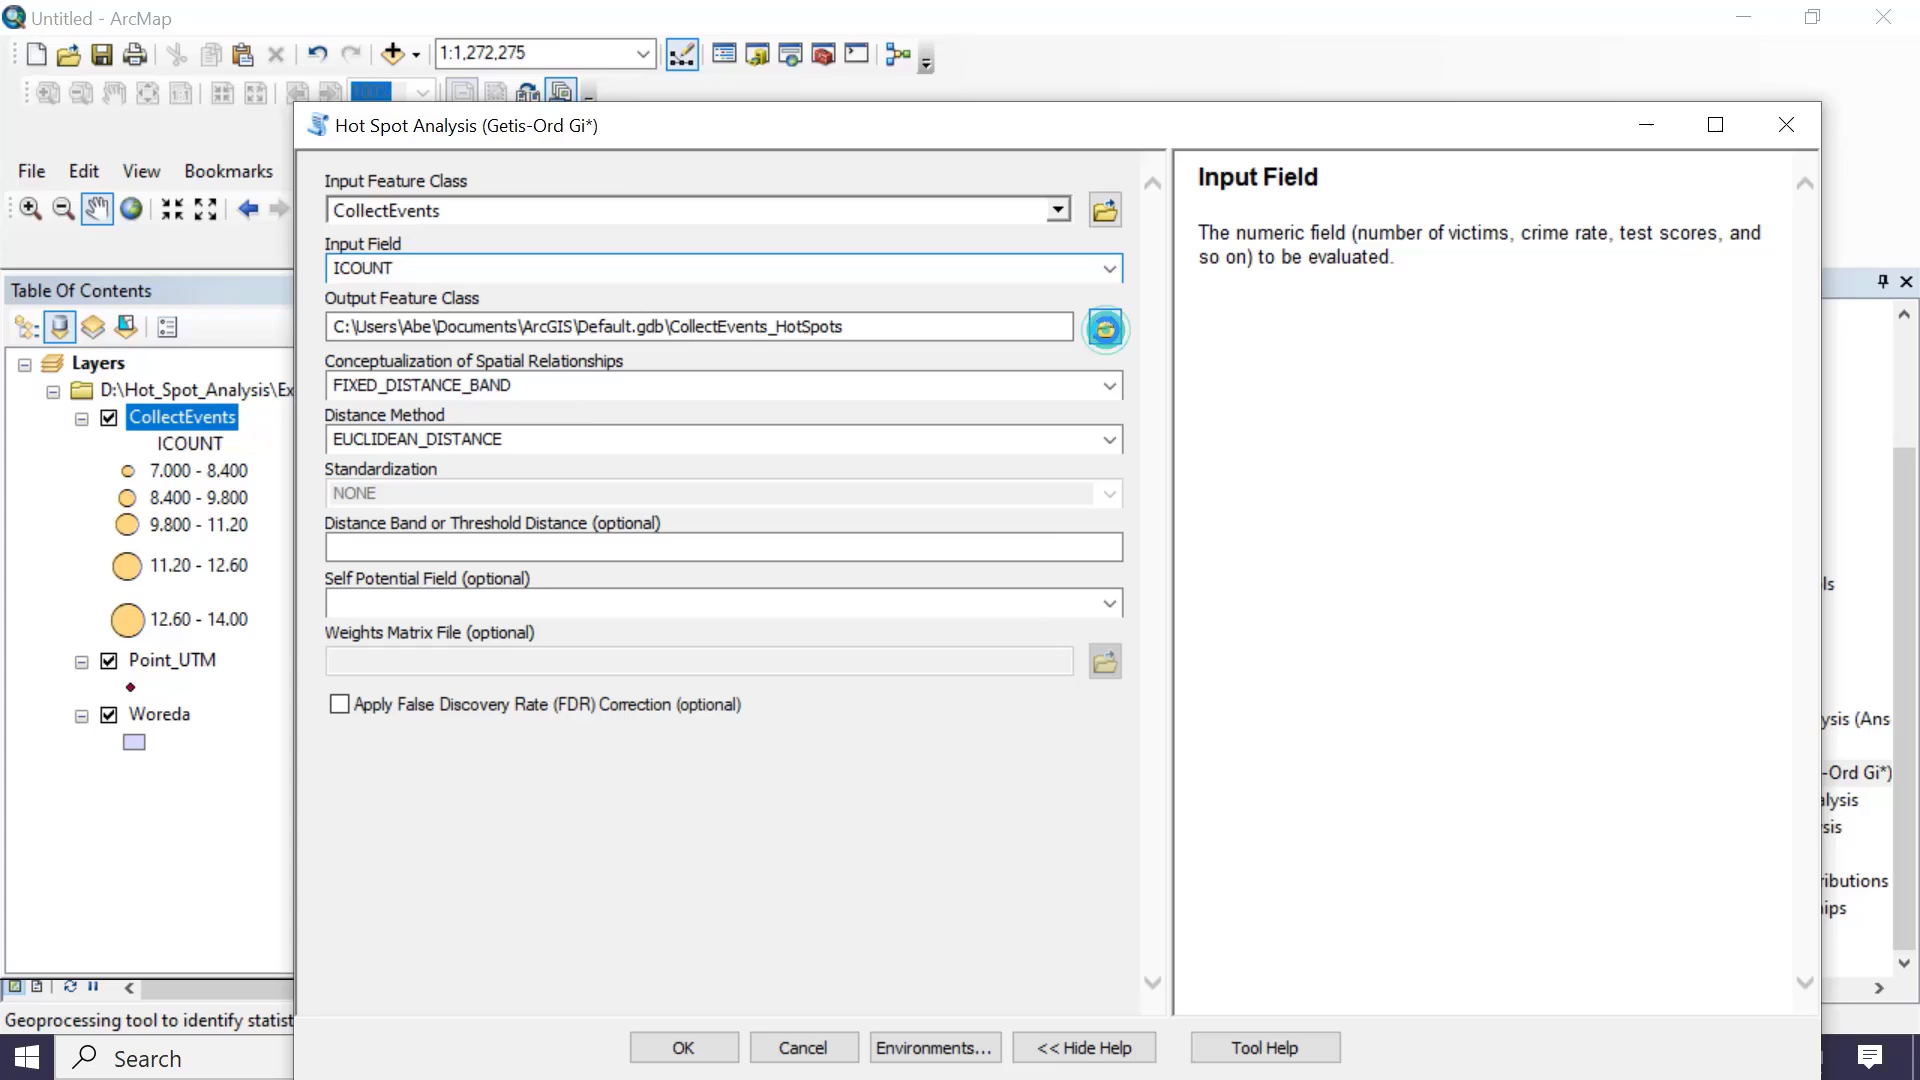 Untitled - ArcMap
1:1,272,275
Hot Spot Analysis (Getis-Ord Gi*)
File Edit View Bookmarks
Input Feature Class
CollectEvents
Input Field
ICOUNT
Output Feature Class
C:\Users\Abe\Documents\ArcGIS\Default.gdb\CollectEvents_HotSpots
Conceptualization of Spatial Relationships
FIXED_DISTANCE_BAND
Distance Method
EUCLIDEAN_DISTANCE
Standardization
NONE
Distance Band or Threshold Distance (optional)
Self Potential Field (optional)
Weights Matrix File (optional)
Apply False Discovery Rate (FDR) Correction (optional)
Input Field
The numeric field (number of victims, crime rate, test scores, and
so on) to be evaluated.
Table Of Contents
Layers
D:\Hot_Spot_Analysis\Ex
CollectEvents
ICOUNT
7.000 - 8.400
8.400 - 9.800
9.800 - 11.20
11.20 - 12.60
12.60 - 14.00
Point_UTM
Woreda
ls
ysis (Ans
-Ord Gi*)
alysis
sis
ributions
ips
OK Cancel Environments... << Hide Help Tool Help
Geoprocessing tool to identify statist
Search